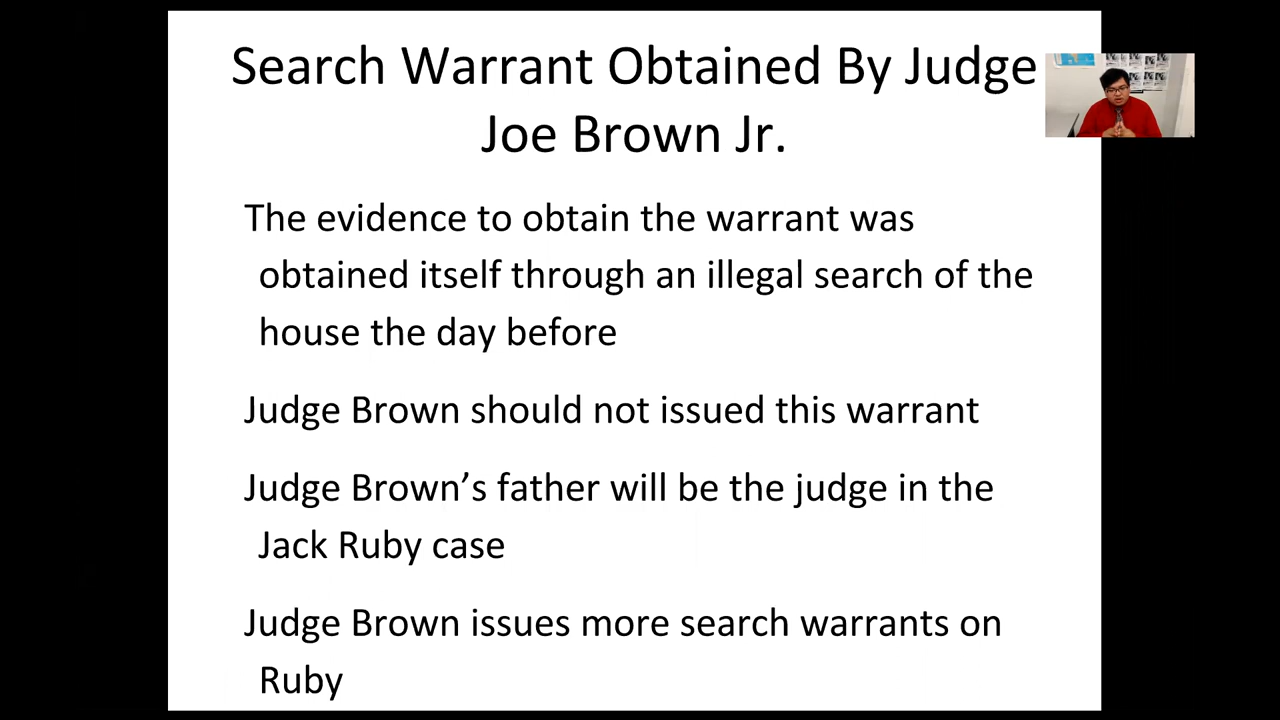 Search Warrant Obtained By Judge
Joe Brown Jr.
The evidence to obtain the warrant was
obtained itself through an illegal search of the
house the day before
Judge Brown should not issued this warrant
Judge Brown’s father will be the judge in the
Jack Ruby case
Judge Brown issues more search warrants on
Ruby